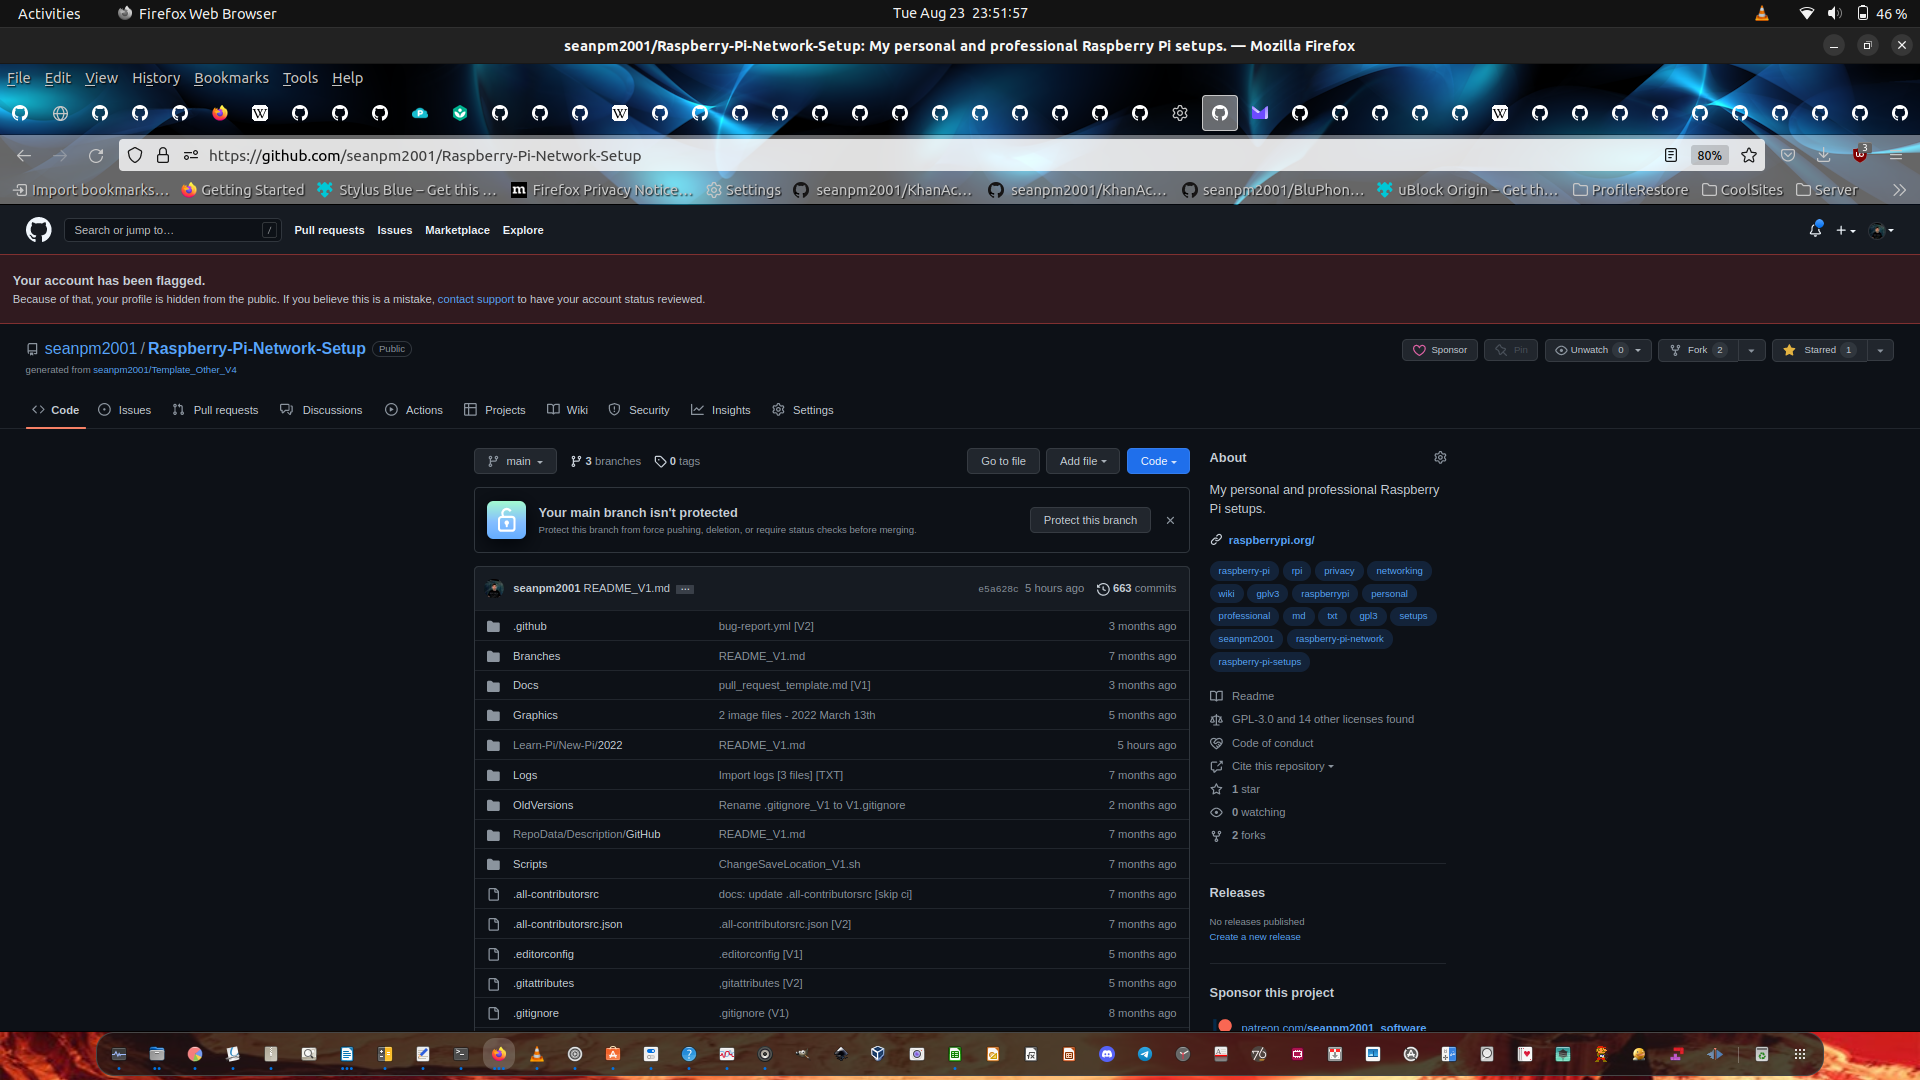 Activities Firefox Web Browser Tue Aug 23 23:51:57 46 %
seanpm2001/Raspberry-Pi-Network-Setup: My personal and professional Raspberry Pi setups. — Mozilla Firefox
File Edit View History Bookmarks Tools Help
https://github.com/seanpm2001/Raspberry-Pi-Network-Setup 80% 3
Import bookmarks… Getting Started Stylus Blue – Get this … Firefox Privacy Notice… Settings seanpm2001/KhanAc… seanpm2001/KhanAc… seanpm2001/BluPhon… uBlock Origin – Get th… ProfileRestore CoolSites Server
Search or jump to… / Pull requests Issues Marketplace Explore
Your account has been flagged.
Because of that, your profile is hidden from the public. If you believe this is a mistake, contact support to have your account status reviewed.
seanpm2001 / Raspberry-Pi-Network-Setup Public
Sponsor Pin Unwatch 0 Fork 2 Starred 1
generated from seanpm2001/Template_Other_V4
Code Issues Pull requests Discussions Actions Projects Wiki Security Insights Settings
main 3 branches 0 tags Go to file Add file Code
Your main branch isn't protected
Protect this branch from force pushing, deletion, or require status checks before merging.
Protect this branch
seanpm2001 README_V1.md … e5a628c 5 hours ago 663 commits
.github bug-report.yml [V2] 3 months ago
Branches README_V1.md 7 months ago
Docs pull_request_template.md [V1] 3 months ago
Graphics 2 image files - 2022 March 13th 5 months ago
Learn-Pi/New-Pi/2022 README_V1.md 5 hours ago
Logs Import logs [3 files] [TXT] 7 months ago
OldVersions Rename .gitignore_V1 to V1.gitignore 2 months ago
RepoData/Description/GitHub README_V1.md 7 months ago
Scripts ChangeSaveLocation_V1.sh 7 months ago
.all-contributorsrc docs: update .all-contributorsrc [skip ci] 7 months ago
.all-contributorsrc.json .all-contributorsrc.json [V2] 7 months ago
.editorconfig .editorconfig [V1] 5 months ago
.gitattributes .gitattributes [V2] 5 months ago
.gitignore .gitignore (V1) 8 months ago
About
My personal and professional Raspberry
Pi setups.
raspberrypi.org/
raspberry-pi rpi privacy networking
wiki gplv3 raspberrypi personal
professional md txt gpl3 setups
seanpm2001 raspberry-pi-network
raspberry-pi-setups
Readme
GPL-3.0 and 14 other licenses found
Code of conduct
Cite this repository
1 star
0 watching
2 forks
Releases
No releases published
Create a new release
Sponsor this project
patreon.com/seanpm2001_software